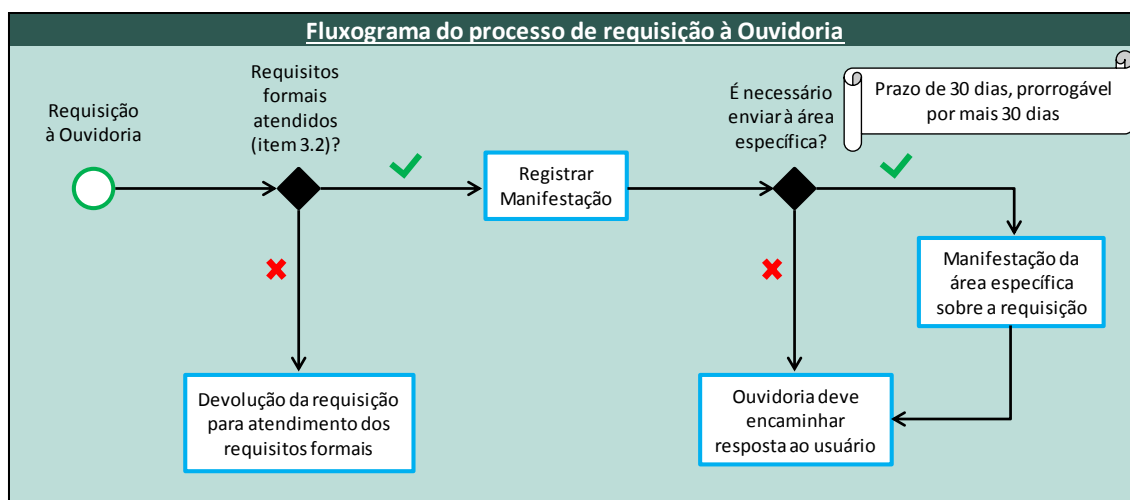 Fluxograma do processo de requisição à Ouvidoria
Requisição
à Ouvidoria
Requisitos
formais
atendidos
(item 3.2)?
Registrar
Manifestação
É necessário
enviar à área
específica?
Prazo de 30 dias, prorrogável
por mais 30 dias
Manifestação da
área específica
sobre a requisição
Devolução da requisição
para atendimento dos
requisitos formais
Ouvidoria deve
encaminhar
resposta ao usuário